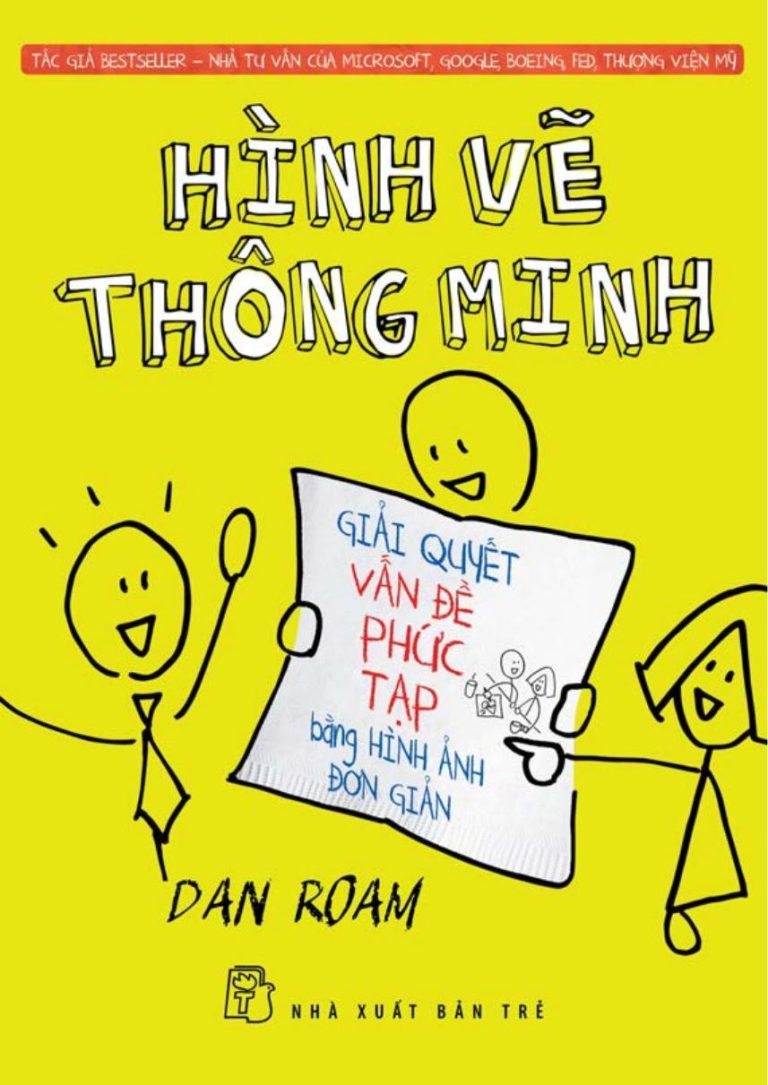 TÁC GIẢ BESTSELLER – NHÀ TƯ VẤN CỦA MICROSOFT, GOOGLE, BOEING, FED, THƯỢNG VIỆN MỸ
HÌNH VẼ
THÔNG MINH
GIẢI QUYẾT
VẤN ĐỀ
PHỨC
TẠP
bằng HÌNH ẢNH
ĐƠN GIẢN
DAN ROAM
NHÀ XUẤT BẢN TRẺ